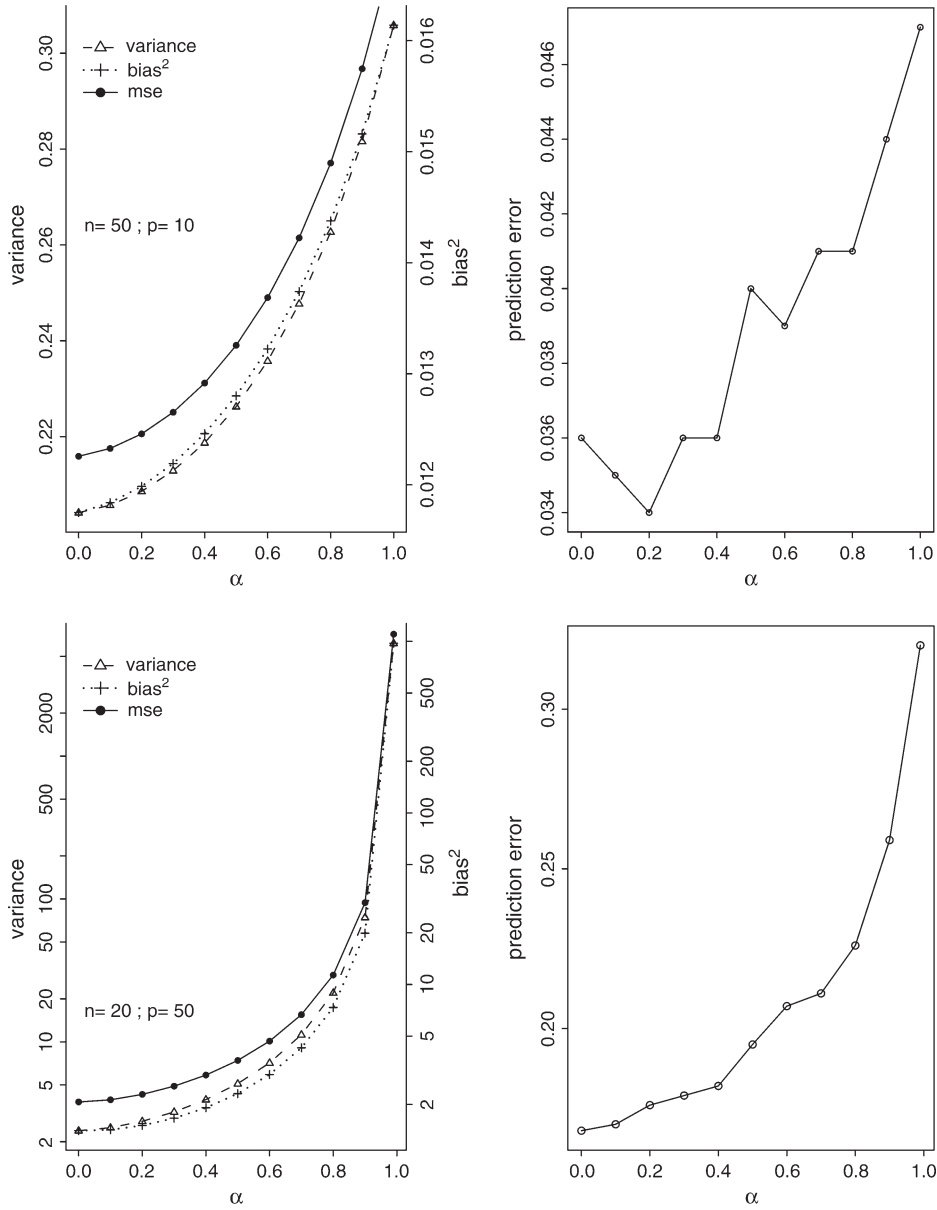 variance
bias2
mse
n= 50 ; p= 10
variance
0.22
0.24
0.26
0.28
0.30
bias2
0.012
0.013
0.014
0.015
0.016
0.0 0.2 0.4 0.6 0.8 1.0
α
prediction error
0.034
0.036
0.038
0.040
0.042
0.044
0.046
0.0 0.2 0.4 0.6 0.8 1.0
α
variance
bias2
mse
n= 20 ; p= 50
variance
2
5
10
20
50
100
500
2000
bias2
2
5
10
20
50
100
200
500
0.0 0.2 0.4 0.6 0.8 1.0
α
prediction error
0.20
0.25
0.30
0.0 0.2 0.4 0.6 0.8 1.0
α